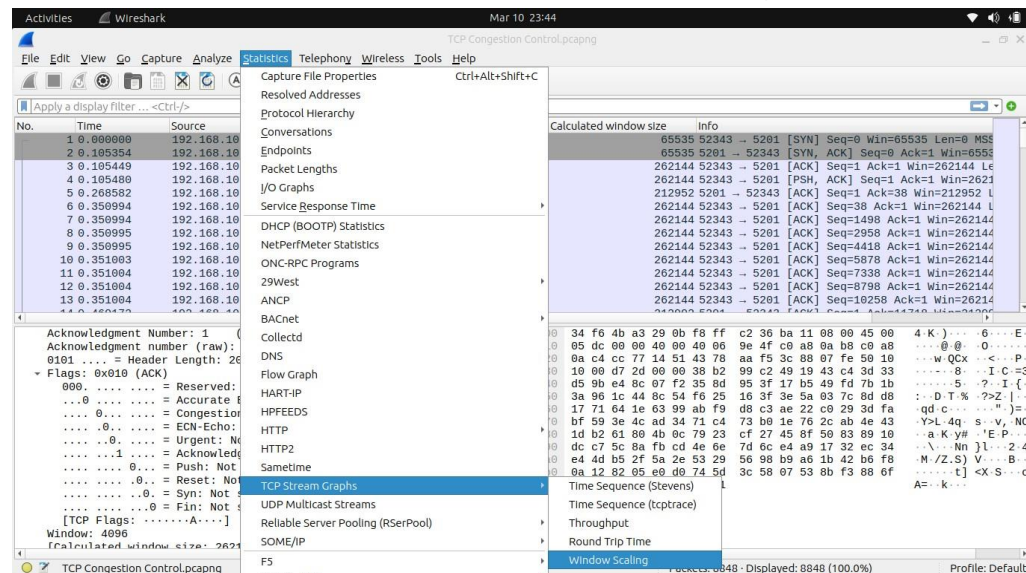 Activities Wireshark Mar 10 23:44
TCP Congestion Control.pcapng
File Edit View Go Capture Analyze Statistics Telephony Wireless Tools Help
Apply a display filter ... <Ctrl-/>
No. Time Source Calculated window size Info
1 0.000000 192.168.10 65535 52343 → 5201 [SYN] Seq=0 Win=65535 Len=0 MSS
2 0.105354 192.168.10 65535 5201 → 52343 [SYN, ACK] Seq=0 Ack=1 Win=6553
3 0.105449 192.168.10 262144 52343 → 5201 [ACK] Seq=1 Ack=1 Win=262144 Le
4 0.105480 192.168.10 262144 52343 → 5201 [PSH, ACK] Seq=1 Ack=1 Win=2621
5 0.268582 192.168.10 212952 5201 → 52343 [ACK] Seq=1 Ack=38 Win=212952 L
6 0.350994 192.168.10 262144 52343 → 5201 [ACK] Seq=38 Ack=1 Win=262144 L
7 0.350994 192.168.10 262144 52343 → 5201 [ACK] Seq=1498 Ack=1 Win=262144
8 0.350995 192.168.10 262144 52343 → 5201 [ACK] Seq=2958 Ack=1 Win=262144
9 0.350995 192.168.10 262144 52343 → 5201 [ACK] Seq=4418 Ack=1 Win=262144
10 0.351003 192.168.10 262144 52343 → 5201 [ACK] Seq=5878 Ack=1 Win=262144
11 0.351004 192.168.10 262144 52343 → 5201 [ACK] Seq=7338 Ack=1 Win=262144
12 0.351004 192.168.10 262144 52343 → 5201 [ACK] Seq=8798 Ack=1 Win=262144
13 0.351004 192.168.10 262144 52343 → 5201 [ACK] Seq=10258 Ack=1 Win=26214
Capture File Properties Ctrl+Alt+Shift+C
Resolved Addresses
Protocol Hierarchy
Conversations
Endpoints
Packet Lengths
I/O Graphs
Service Response Time
DHCP (BOOTP) Statistics
NetPerfMeter Statistics
ONC-RPC Programs
29West
ANCP
BACnet
Collectd
DNS
Flow Graph
HART-IP
HPFEEDS
HTTP
HTTP2
Sametime
TCP Stream Graphs
UDP Multicast Streams
Reliable Server Pooling (RSerPool)
SOME/IP
F5
Time Sequence (Stevens)
Time Sequence (tcptrace)
Throughput
Round Trip Time
Window Scaling
Acknowledgment Number: 1 (
Acknowledgment number (raw):
0101 .... = Header Length: 20
Flags: 0x010 (ACK)
000. .... .... = Reserved:
...0 .... .... = Accurate E
.... 0... .... = Congestion
.... .0.. .... = ECN-Echo:
.... ..0. .... = Urgent: No
.... ...1 .... = Acknowledg
.... .... 0... = Push: Not
.... .... .0.. = Reset: Not
.... .... ..0. = Syn: Not s
.... .... ...0 = Fin: Not s
[TCP Flags: ·······A····]
Window: 4096
[Calculated window size: 2621
34 f6 4b a3 29 0b f8 ff c2 36 ba 11 08 00 45 00
05 dc 00 00 40 00 40 06 9e 4f c0 a8 0a b8 c0 a8
0a c4 cc 77 14 51 43 78 aa f5 3c 88 07 fe 50 10
10 00 d7 2d 00 00 38 b2 99 c2 49 19 43 c4 3d 33
d5 9b e4 8c 07 f2 35 8d 95 3f 17 b5 49 fd 7b 1b
3a 96 1c 44 8c 54 f6 25 16 3f 3e 5a 03 7c 8d d8
17 71 64 1e 63 99 ab f9 d8 c3 ae 22 c0 29 3d fa
bf 59 3e 4c ad 34 71 c4 73 b0 1e 76 2c ab 4e 43
1d b2 61 80 4b 0c 79 23 cf 27 45 8f 50 83 89 10
dc c7 5c 8a fb cd 4e 6e 7d 6c e4 a9 17 32 ec 34
e4 4d b5 2f 5a 2e 53 29 56 98 b9 a6 1b 42 b6 f8
0a 12 82 05 e0 d0 74 5d 3c 58 07 53 8b f3 88 6f
TCP Congestion Control.pcapng 8848 · Displayed: 8848 (100.0%) Profile: Default